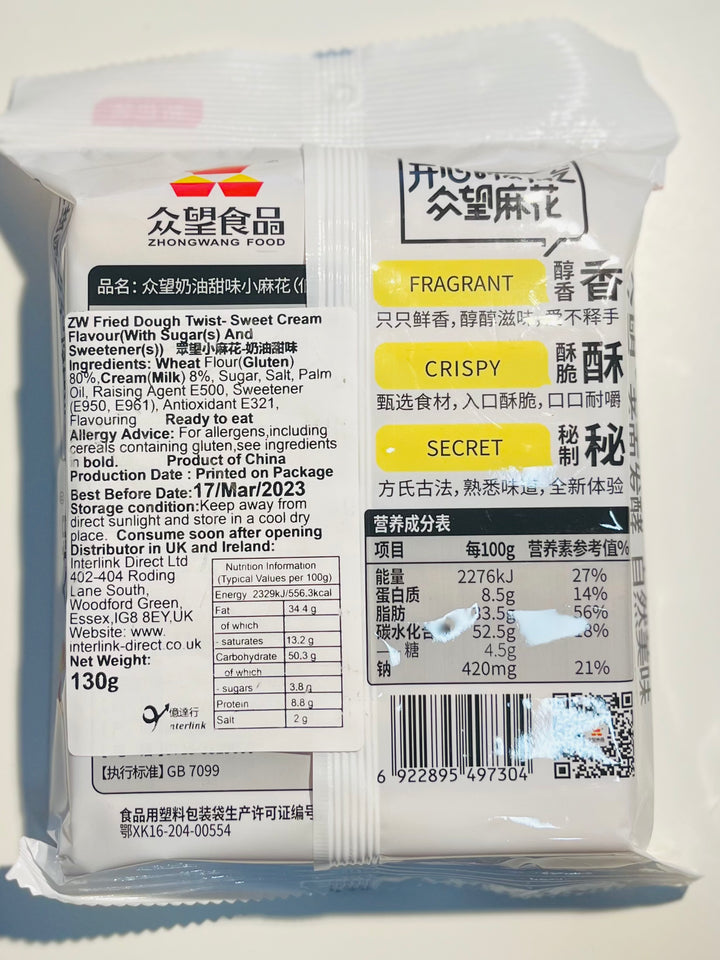 众望食品
ZHONGWANG FOOD
品名：众望奶油甜味小麻花
ZW Fried Dough Twist- Sweet Cream
Flavour(With Sugar(s) And
Sweetener(s)) 眾望小麻花-奶油甜味
Ingredients: Wheat Flour(Gluten)
80%,Cream(Milk) 8%, Sugar, Salt, Palm
Oil, Raising Agent E500, Sweetener
(E950, E961), Antioxidant E321,
Flavouring Ready to eat
Allergy Advice: For allergens,including
cereals containing gluten,see ingredients
in bold. Product of China
Production Date : Printed on Package
Best Before Date:17/Mar/2023
Storage condition:Keep away from
direct sunlight and store in a cool dry
place. Consume soon after opening
Distributor in UK and Ireland:
Interlink Direct Ltd
402-404 Roding
Lane South,
Woodford Green,
Essex,IG8 8EY,UK
Website: www.
interlink-direct.co.uk
Net Weight:
130g
億達行
interlink
Nutrition Information
(Typical Values per 100g)
Energy 2329kJ/556.3kcal
Fat 34.4 g
of which
- saturates 13.2 g
Carbohydrate 50.3 g
of which
- sugars 3.8 g
Protein 8.8 g
Salt 2 g
【执行标准】GB 7099
食品用塑料包装袋生产许可证编号
鄂XK16-204-00554
众望麻花
FRAGRANT 醇香 香
只只鲜香，醇醇滋味，爱不释手
CRISPY 酥脆 酥
甄选食材，入口酥脆，口口耐嚼
SECRET 秘制 秘
方氏古法，熟悉味道，全新体验
营养成分表
项目 每100g 营养素参考值%
能量 2276kJ 27%
蛋白质 8.5g 14%
脂肪 3.5g 56%
碳水化合 52.5g 8%
— 糖 4.5g
钠 420mg 21%
6 922895 497304
自然美味